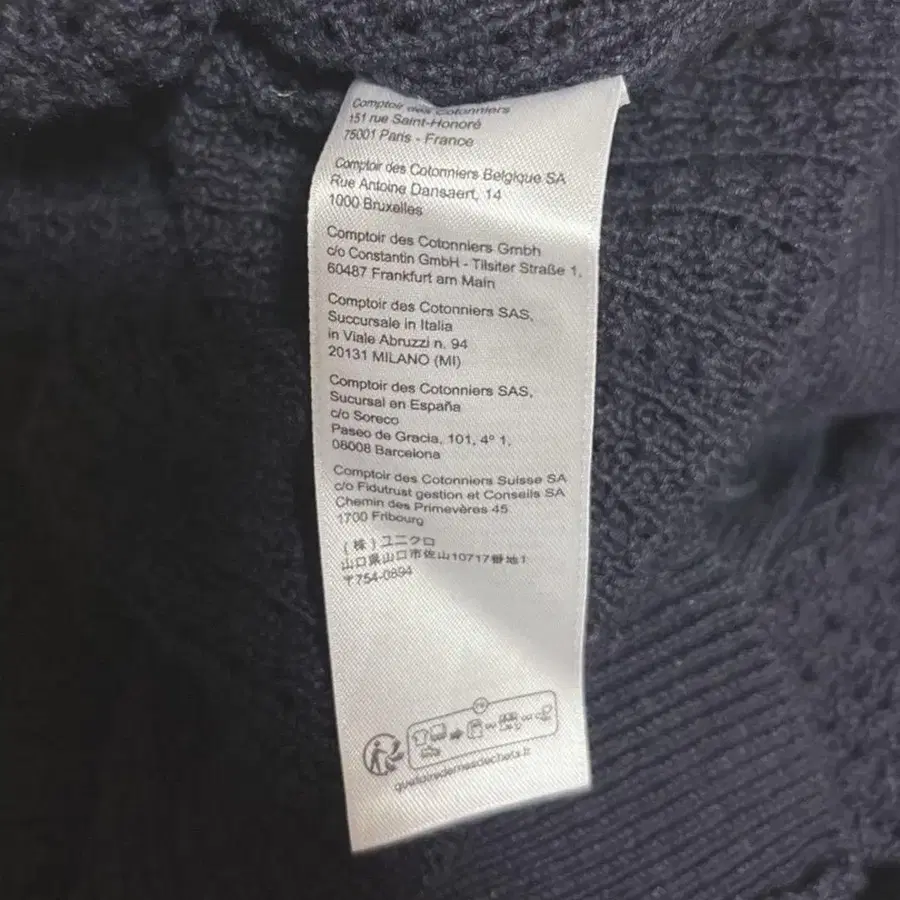 Comptoir des Cotonniers
151 rue Saint-Honoré
75001 Paris - France
Comptoir des Cotonniers Belgique SA
Rue Antoine Dansaert, 14
1000 Bruxelles
Comptoir des Cotonniers Gmbh
c/o Constantin GmbH - Tilsiter Straße 1,
60487 Frankfurt am Main
Comptoir des Cotonniers SAS,
Succursale in Italia
in Viale Abruzzi n. 94
20131 MILANO (MI)
Comptoir des Cotonniers SAS,
Sucursal en España
c/o Soreco
Paseo de Gracia, 101, 4º 1,
08008 Barcelona
Comptoir des Cotonniers Suisse SA
c/o Fidutrust gestion et Conseils SA
Chemin des Primevères 45
1700 Fribourg
(株)ユニクロ
山口県山口市佐山10717番地1
〒754-0894
FR
quefairedemesdechets.fr